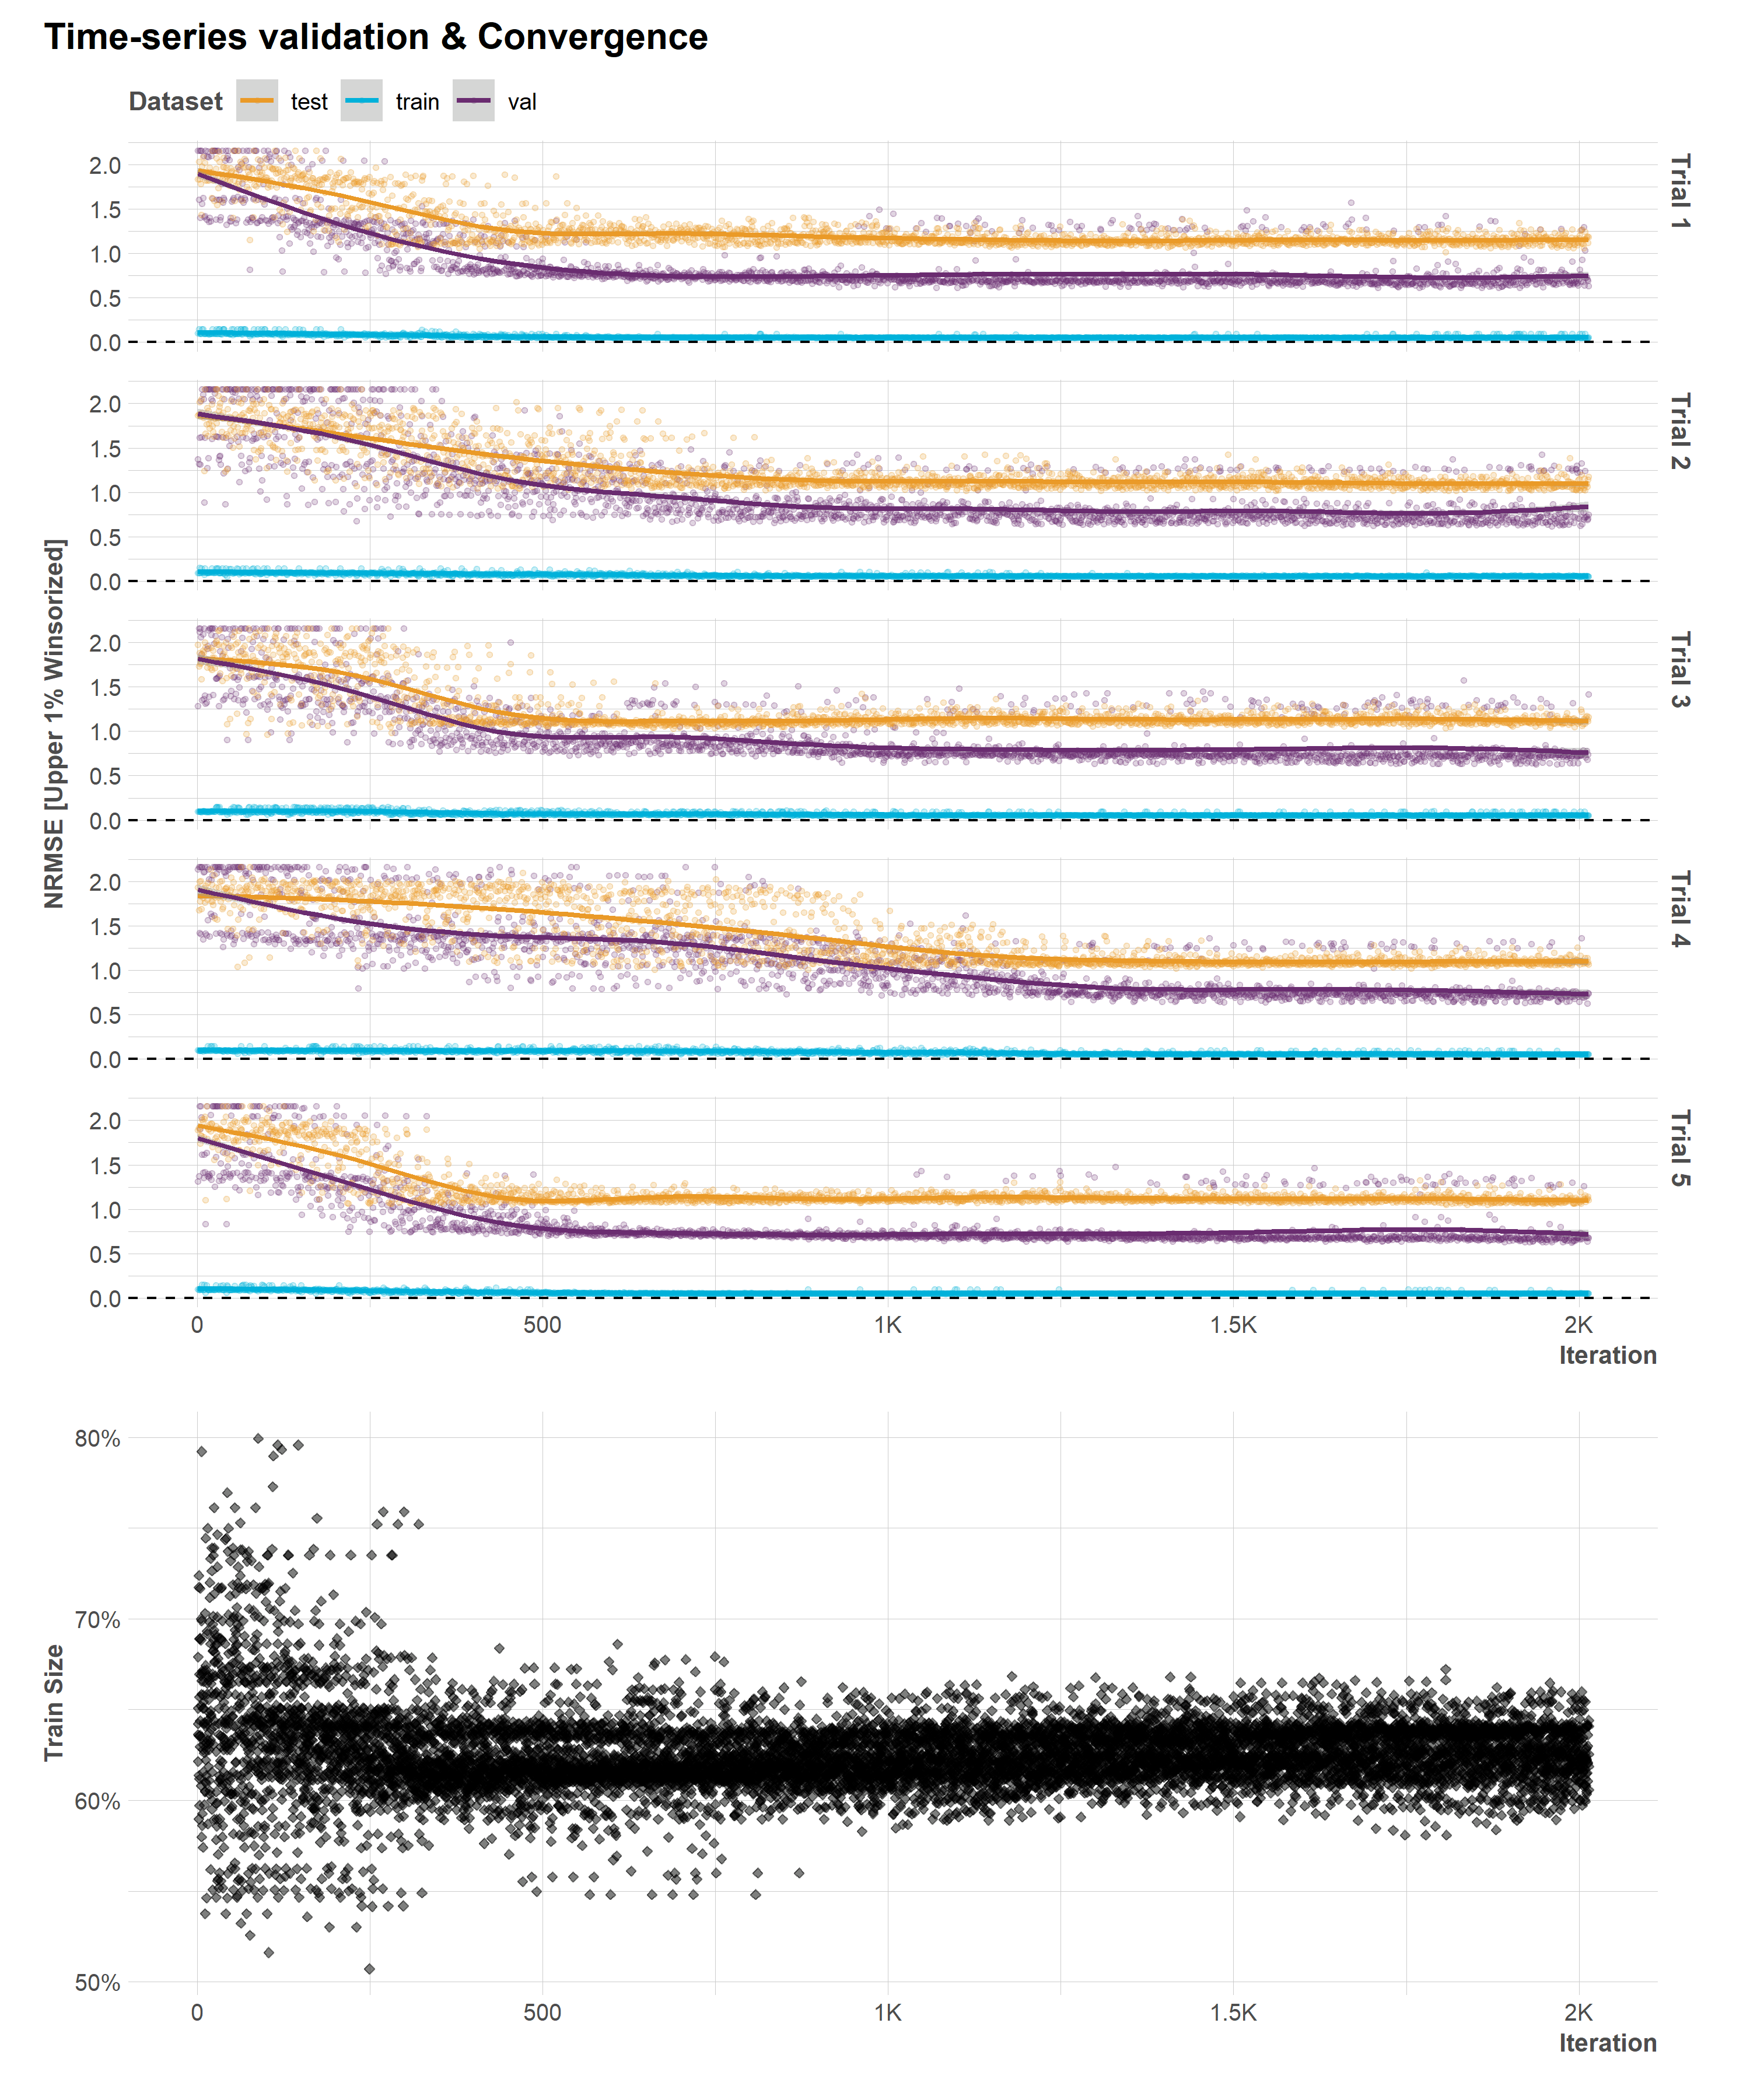 Time-series validation & Convergence
Dataset test train val
NRMSE [Upper 1% Winsorized]
2.0
1.5
1.0
0.5
0.0
Trial 1
2.0
1.5
1.0
0.5
0.0
Trial 2
2.0
1.5
1.0
0.5
0.0
Trial 3
2.0
1.5
1.0
0.5
0.0
Trial 4
2.0
1.5
1.0
0.5
0.0
Trial 5
0 500 1K 1.5K 2K
Iteration
Train Size
80%
70%
60%
50%
0 500 1K 1.5K 2K
Iteration